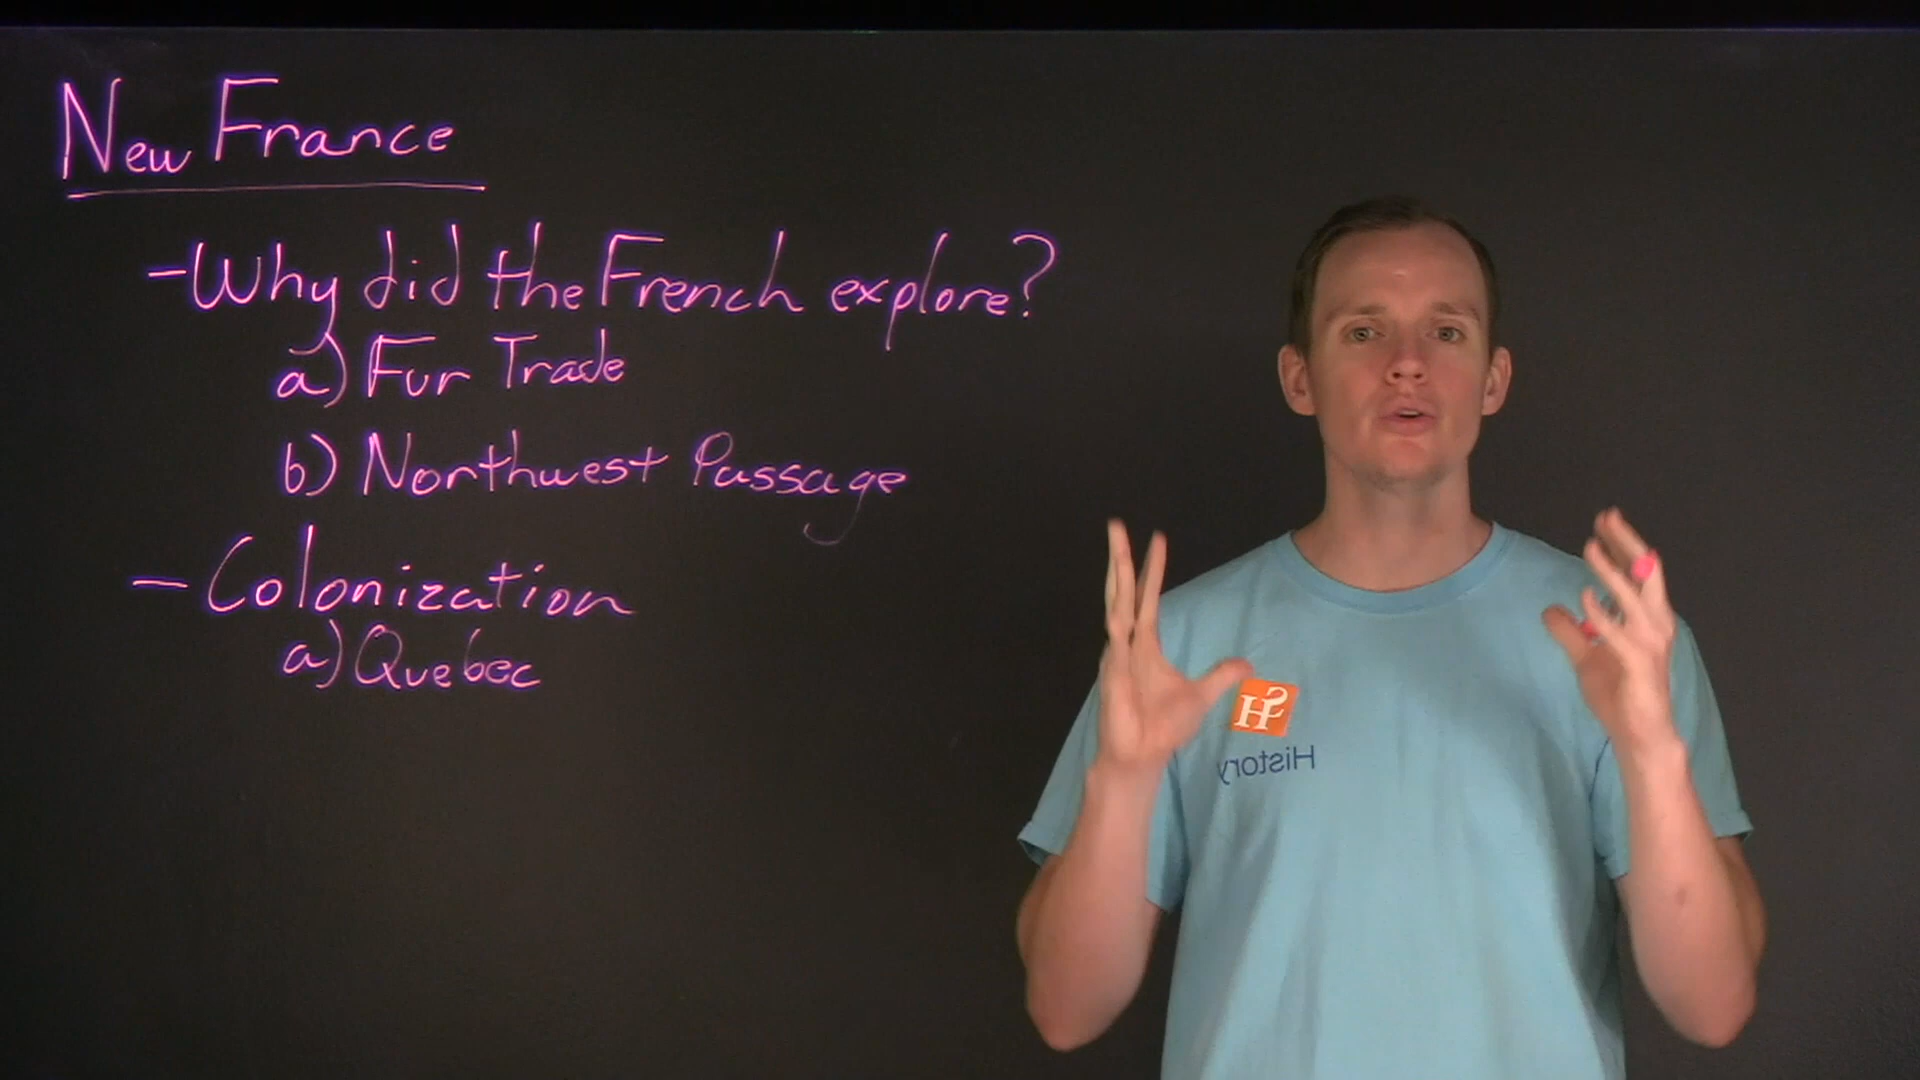 New France
-Why did the French explore?
a) Fur Trade
b) Northwest Passage
- Colonization
a) Quebec
History